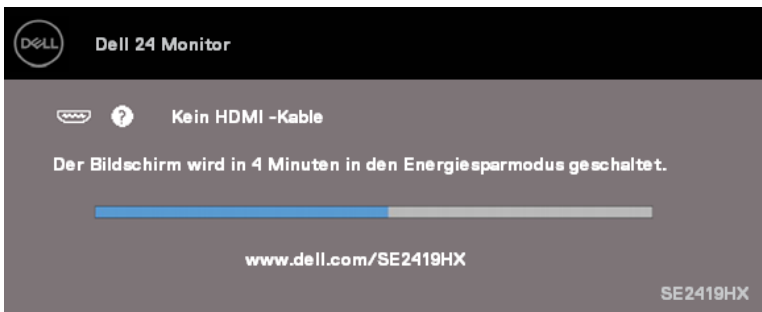 DELL
Dell 24 Monitor
? Kein HDMI -Kable
Der Bildschirm wird in 4 Minuten in den Energiesparmodus geschaltet.
www.dell.com/SE2419HX
SE2419HX